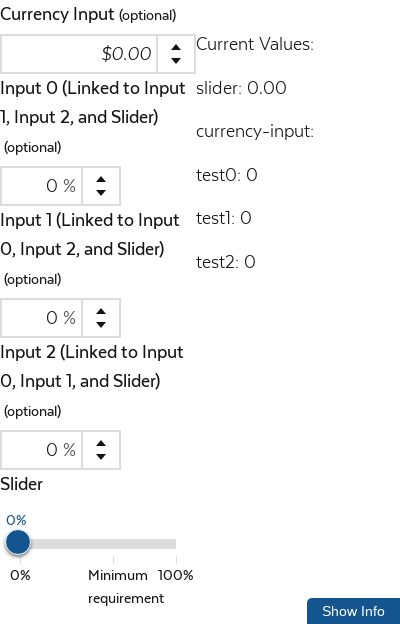 Currency Input (optional)
$0.00
Input 0 (Linked to Input
1, Input 2, and Slider)
(optional)
0 %
Input 1 (Linked to Input
0, Input 2, and Slider)
(optional)
0 %
Input 2 (Linked to Input
0, Input 1, and Slider)
(optional)
0 %
Slider
0%
0% Minimum 100%
requirement
Current Values:
slider: 0.00
currency-input:
test0: 0
test1: 0
test2: 0
Show Info